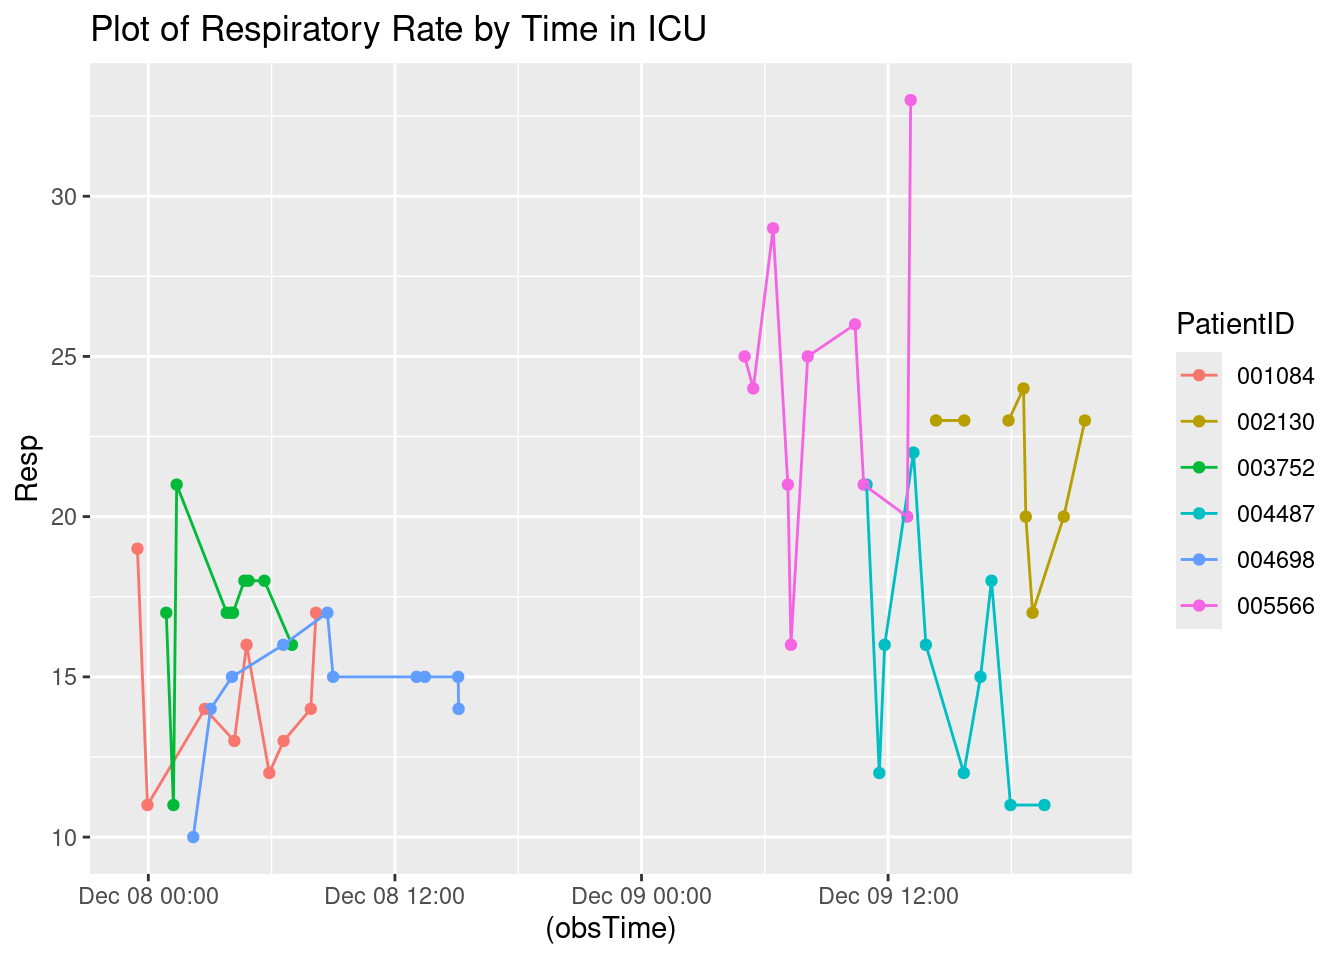 Plot of Respiratory Rate by Time in ICU
Resp
30
25
20
15
10
Dec 08 00:00
Dec 08 12:00
Dec 09 00:00
Dec 09 12:00
(obsTime)
PatientID
001084
002130
003752
004487
004698
005566